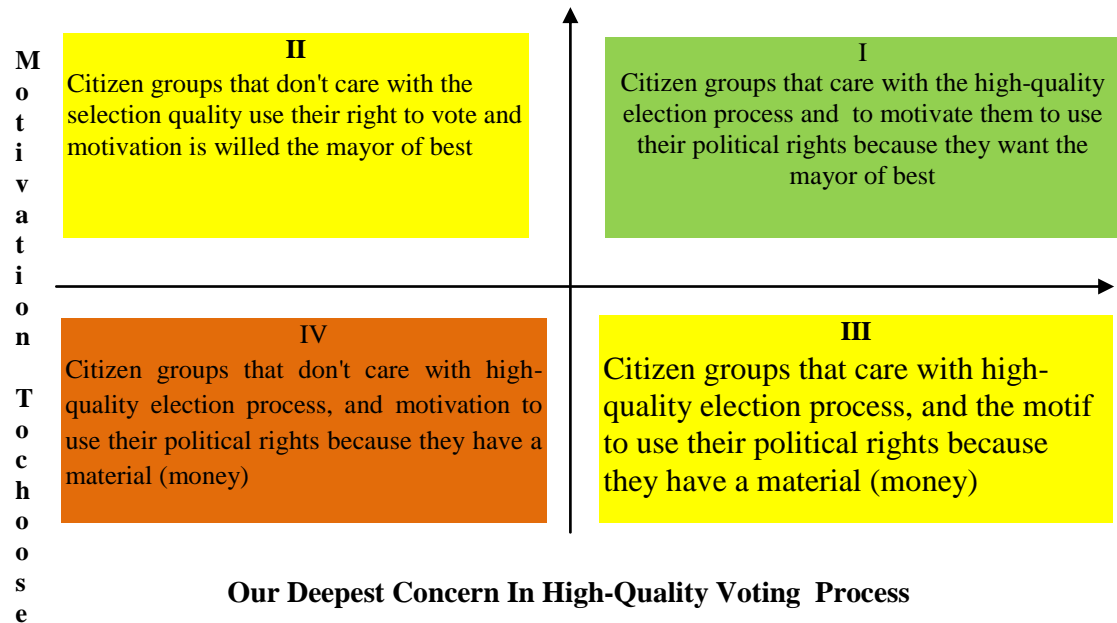 Motivation To choose
II
Citizen groups that don't care with the
selection quality use their right to vote and
motivation is willed the mayor of best
I
Citizen groups that care with the high-quality
election process and to motivate them to use
their political rights because they want the
mayor of best
IV
Citizen groups that don't care with high-
quality election process, and motivation to
use their political rights because they have a
material (money)
III
Citizen groups that care with high-
quality election process, and the motif
to use their political rights because
they have a material (money)
Our Deepest Concern In High-Quality Voting Process